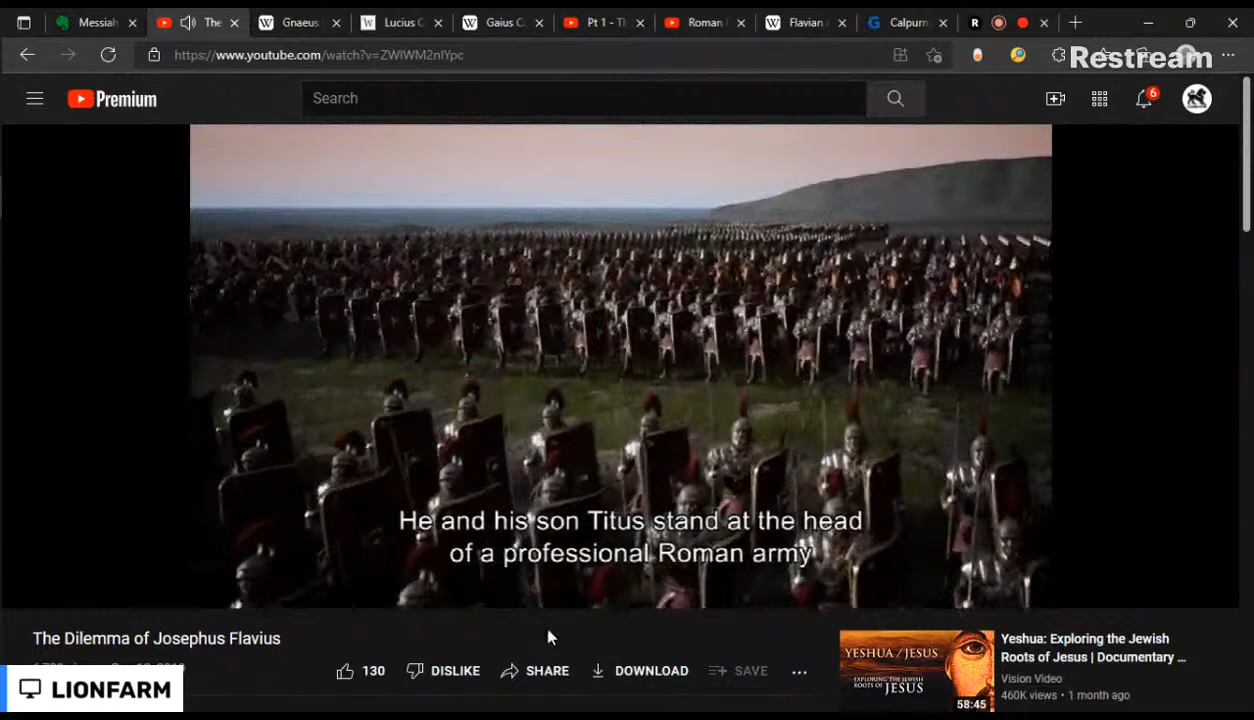 Messiah
The
Gnaeus
Lucius C
Gaius C
Pt 1 - Th
Roman
Flavian
Calpurn
R
https://www.youtube.com/watch?v=ZWlWM2nlYpc
Restream
Premium
Search
6
He and his son Titus stand at the head
of a professional Roman army
The Dilemma of Josephus Flavius
130
DISLIKE
SHARE
DOWNLOAD
SAVE
LIONFARM
YESHUA / JESUS
EXPLORING THE JEWISH
ROOTS OF JESUS
58:45
Yeshua: Exploring the Jewish
Roots of Jesus | Documentary ...
Vision Video
460K views • 1 month ago